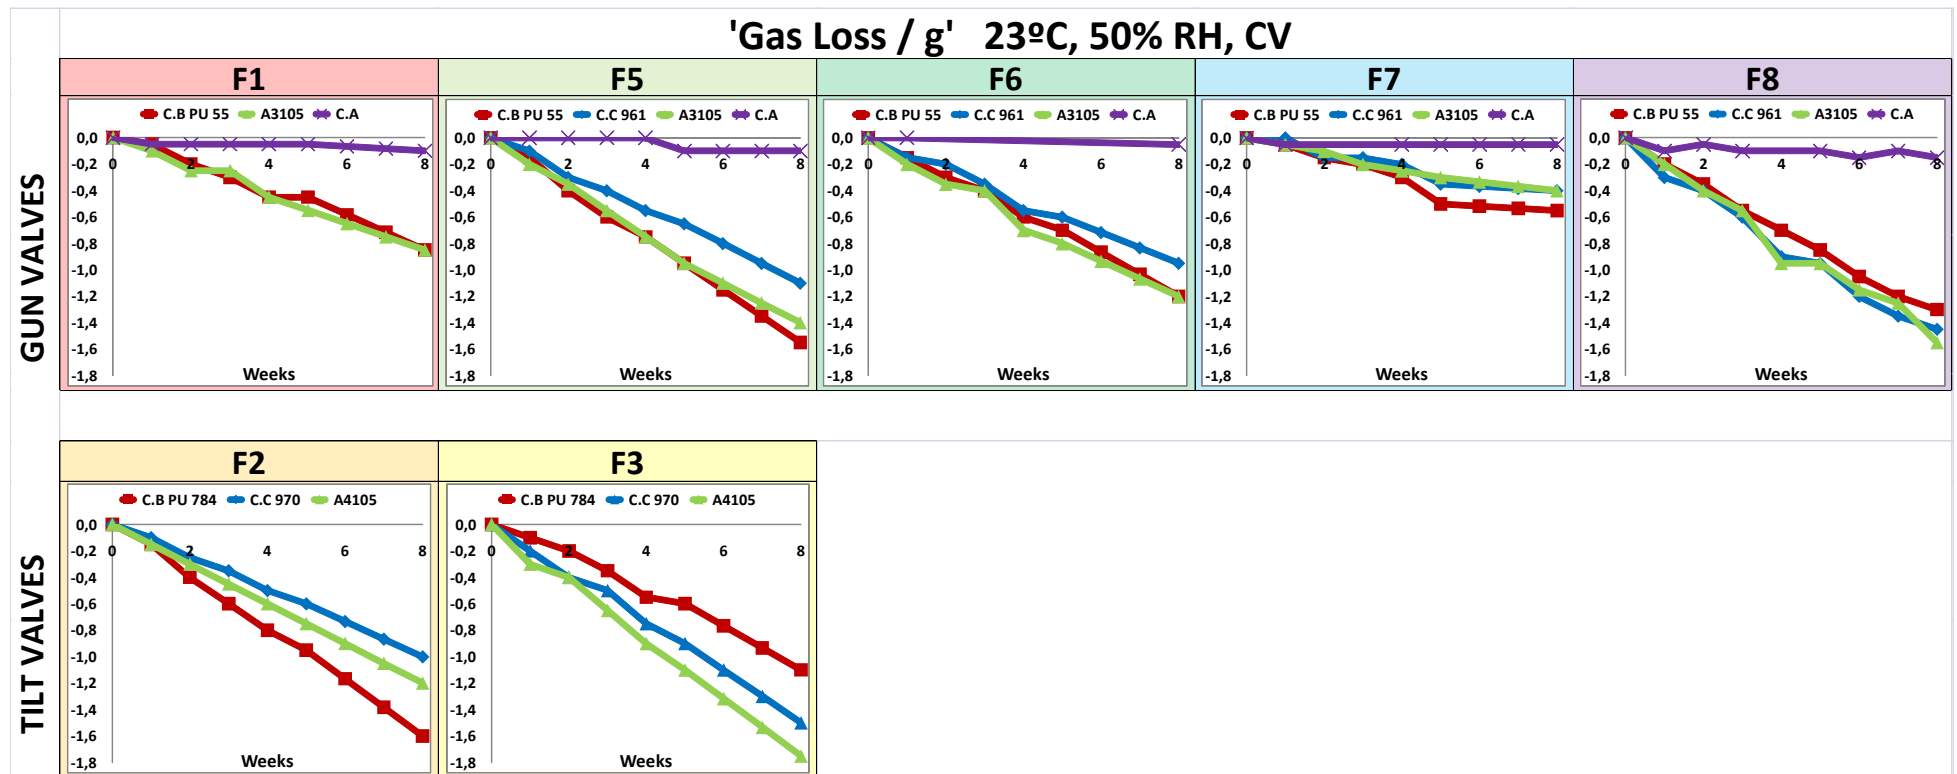 'Gas Loss / g' 23ºC, 50% RH, CV
GUN VALVES
F1
C.B PU 55 A3105 C.A
0,0
-0,2
-0,4
-0,6
-0,8
-1,0
-1,2
-1,4
-1,6
-1,8
0 2 4 6 8
Weeks
F5
C.B PU 55 C.C 961 A3105 C.A
0,0
-0,2
-0,4
-0,6
-0,8
-1,0
-1,2
-1,4
-1,6
-1,8
0 2 4 6 8
Weeks
F6
C.B PU 55 C.C 961 A3105 C.A
0,0
-0,2
-0,4
-0,6
-0,8
-1,0
-1,2
-1,4
-1,6
-1,8
0 2 4 6 8
Weeks
F7
C.B PU 55 C.C 961 A3105 C.A
0,0
-0,2
-0,4
-0,6
-0,8
-1,0
-1,2
-1,4
-1,6
-1,8
0 2 4 6 8
Weeks
F8
C.B PU 55 C.C 961 A3105 C.A
0,0
-0,2
-0,4
-0,6
-0,8
-1,0
-1,2
-1,4
-1,6
-1,8
0 2 4 6 8
Weeks
TILT VALVES
F2
C.B PU 784 C.C 970 A4105
0,0
-0,2
-0,4
-0,6
-0,8
-1,0
-1,2
-1,4
-1,6
-1,8
0 2 4 6 8
Weeks
F3
C.B PU 784 C.C 970 A4105
0,0
-0,2
-0,4
-0,6
-0,8
-1,0
-1,2
-1,4
-1,6
-1,8
0 2 4 6 8
Weeks